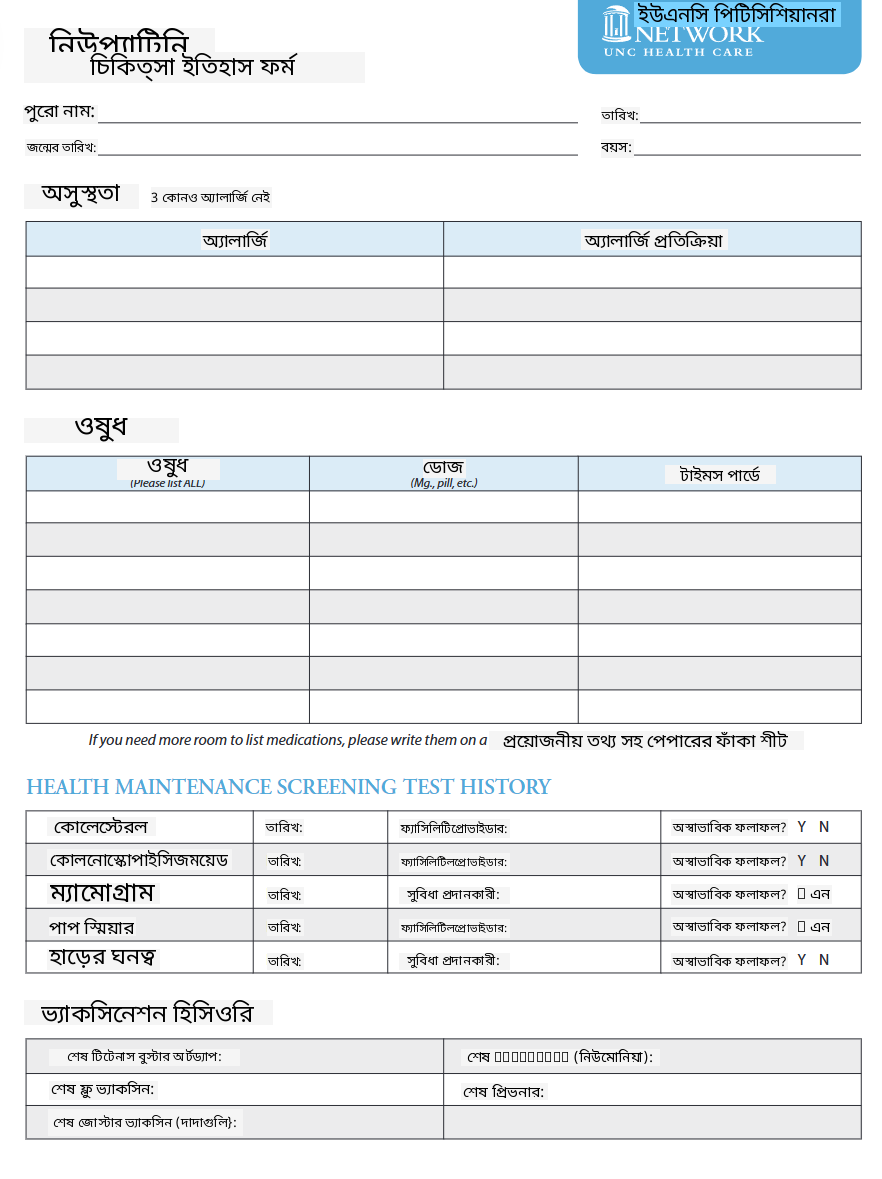 ইউএনসি পিটিসিশিয়ানরা
NETWORK
UNC HEALTH CARE
নিউপ্যাটিনি
চিকিত্সা ইতিহাস ফর্ম
পুরো নাম: তারিখ:
জন্মের তারিখ: বয়স:
অসুস্থতা 3 কোনও অ্যালার্জি নেই
অ্যালার্জি অ্যালার্জি প্রতিক্রিয়া
ওষুধ
ওষুধ ডোজ টাইমস পার্ডে
(Please list ALL) (Mg., pill, etc.)
If you need more room to list medications, please write them on a প্রয়োজনীয় তথ্য সহ পেপারের ফাঁকা শীট
HEALTH MAINTENANCE SCREENING TEST HISTORY
কোলেস্টেরল তারিখ: ফ্যাসিলিটিপ্রোভাইডার: অস্বাভাবিক ফলাফল? Y N
কোলনোস্কোপাইসিজময়েড তারিখ: ফ্যাসিলিটিলপ্রোভাইডার: অস্বাভাবিক ফলাফল? Y N
ম্যামোগ্রাম তারিখ: সুবিধা প্রদানকারী: অস্বাভাবিক ফলাফল? এন
পাপ স্মিয়ার তারিখ: ফ্যাসিলিটিলপ্রোভাইডার: অস্বাভাবিক ফলাফল? এন
হাড়ের ঘনত্ব তারিখ: সুবিধা প্রদানকারী: অস্বাভাবিক ফলাফল? Y N
ভ্যাকসিনেশন হিসিওরি
শেষ টিটেনাস বুস্টার অর্টড্যাপ: শেষ (নিউমোনিয়া):
শেষ ফ্লু ভ্যাকসিন: শেষ প্রিভনার:
শেষ জোস্টার ভ্যাকসিন (দাদাগুলি}: